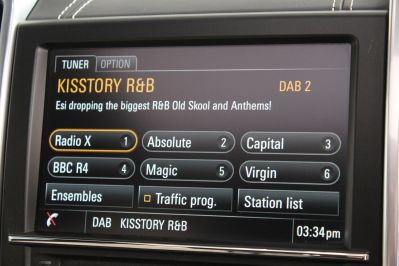 TUNER OPTION
KISSTORY R&B DAB 2
Esi dropping the biggest R&B Old Skool and Anthems!
Radio X 1 Absolute 2 Capital 3
BBC R4 4 Magic 5 Virgin 6
Ensembles Traffic prog. Station list
DAB KISSTORY R&B 03:34pm